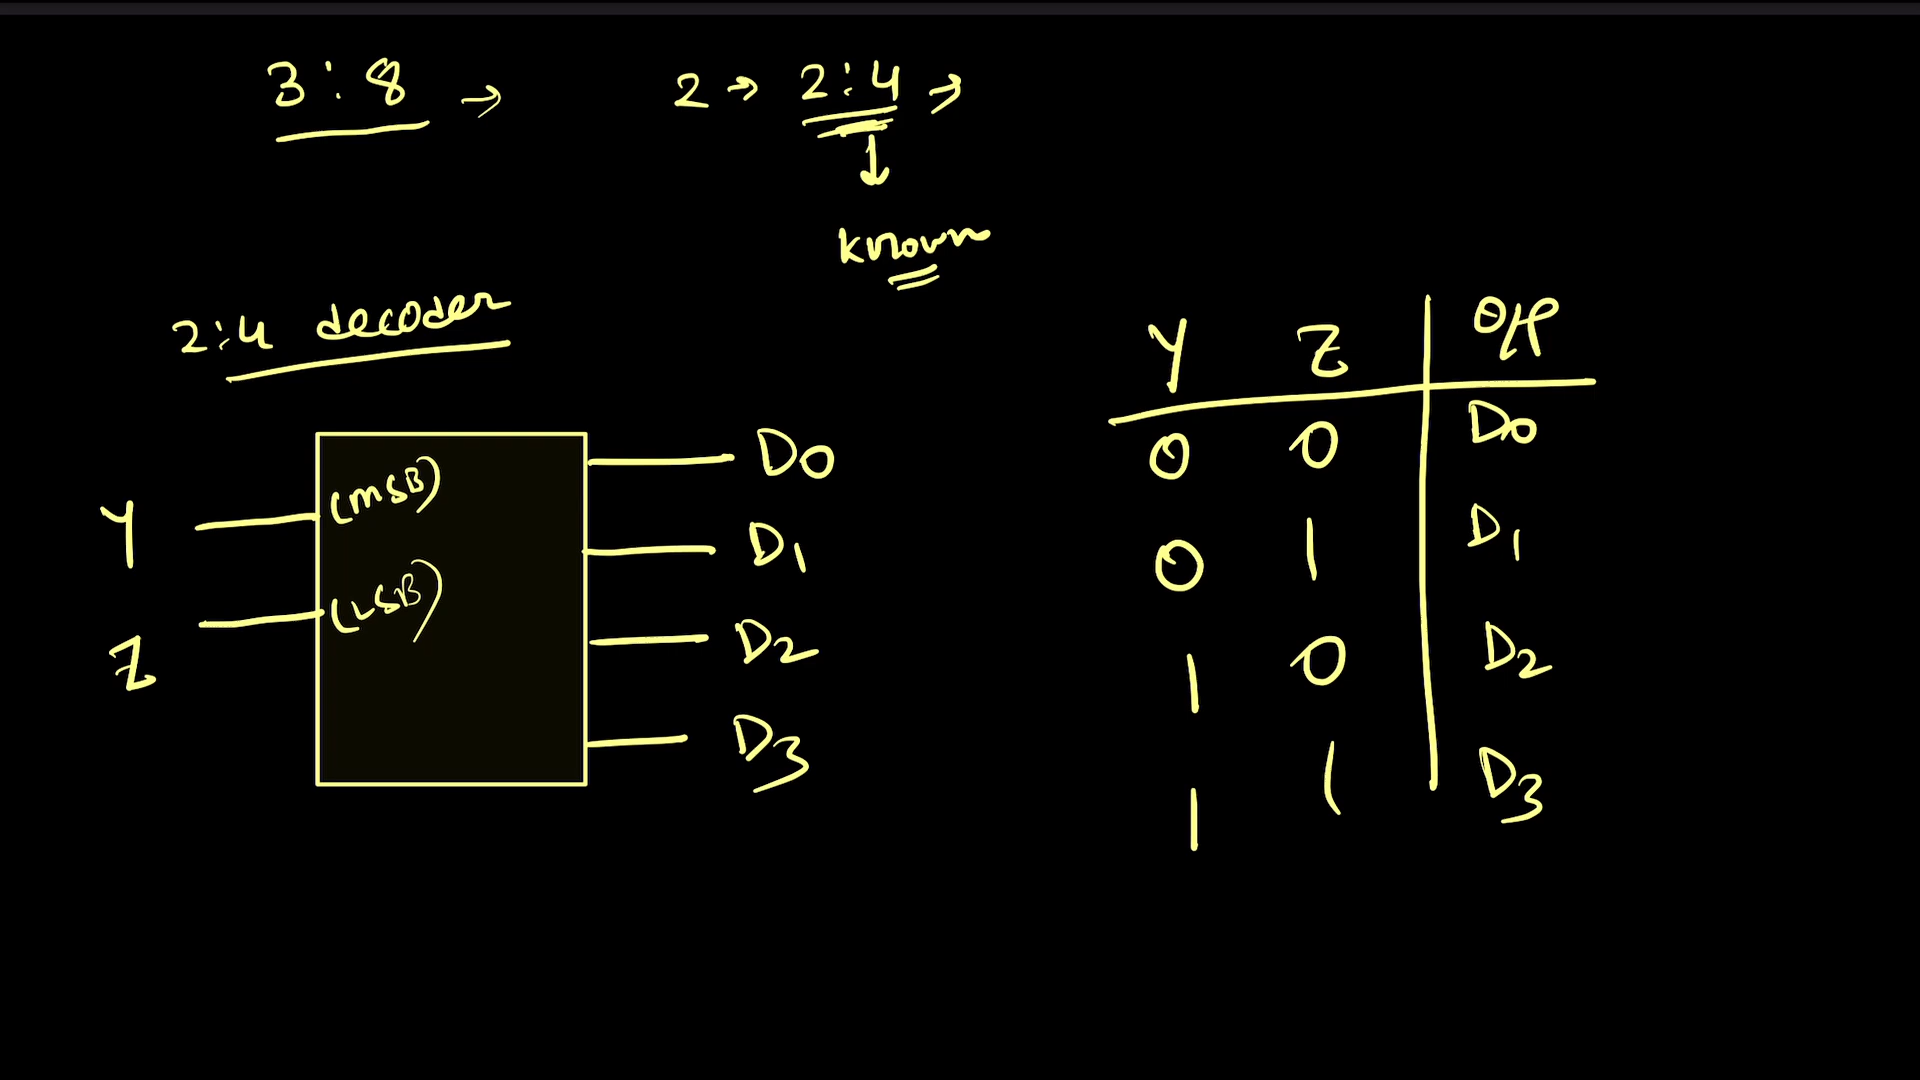 3:8 → 2 → 2:4 →
↓
known
2:4 decoder
Y Z O/P
0 0 D0
0 1 D1
1 0 D2
1 1 D3
Y (MSB) D0
Z (LSB) D1
D2
D3